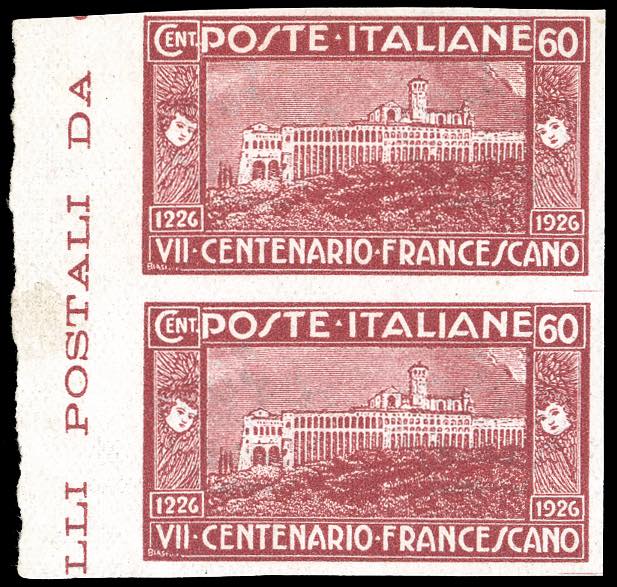 LLI POSTALI DA
CENT. POSTE·ITALIANE 60
1226 1926
VII·CENTENARIO·FRANCESCANO
CENT. POSTE·ITALIANE 60
1226 1926
VII·CENTENARIO·FRANCESCANO